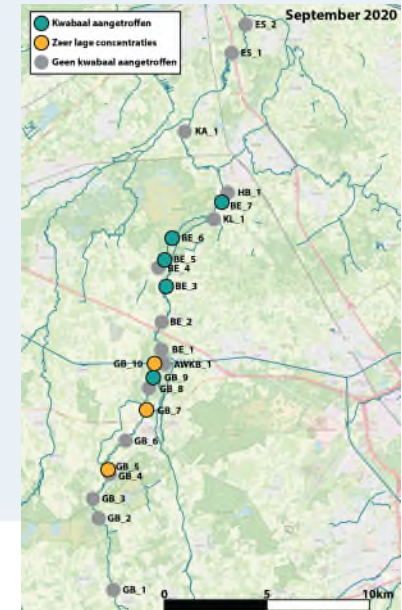 September 2020
Kwabaal aangetroffen
Zeer lage concentraties
Geen kwabaal aangetroffen
ES_2
ES_1
KA_1
HB_1
BE_7
KL_1
BE_6
BE_5
BE_4
BE_3
BE_2
BE_1
GB_10
AWKB_1
GB_9
GB_8
GB_7
GB_6
GB_5
GB_4
GB_3
GB_2
GB_1
0 5 10km